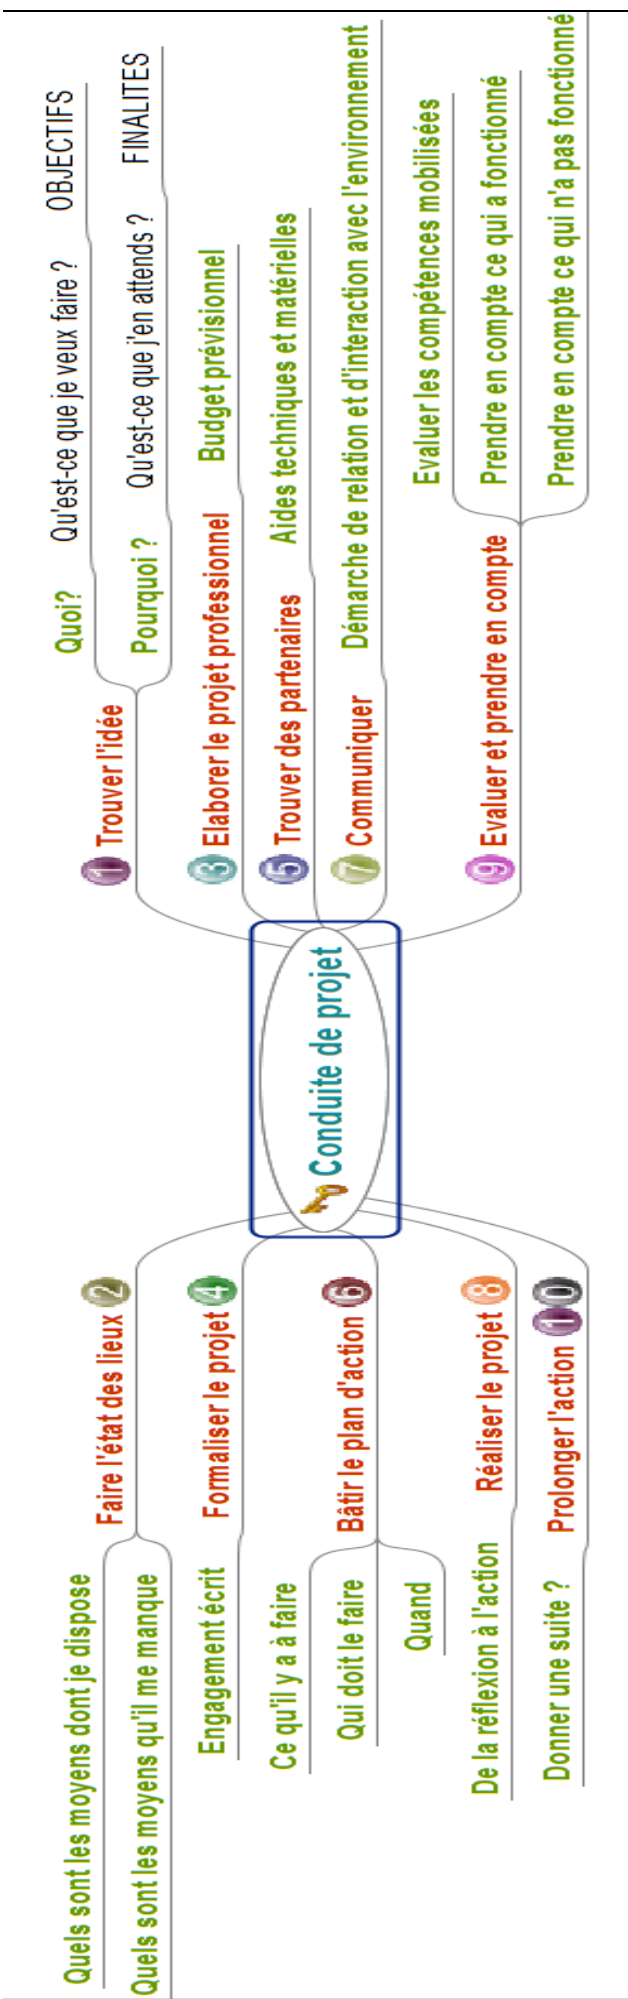 Conduite de projet
1 Trouver l'idée
Quoi?
Qu'est-ce que je veux faire ?
OBJECTIFS
Pourquoi ?
Qu'est-ce que j'en attends ?
FINALITES
2 Faire l'état des lieux
Quels sont les moyens dont je dispose
Quels sont les moyens qu'il me manque
3 Elaborer le projet professionnel
Budget prévisionnel
4 Formaliser le projet
Engagement écrit
5 Trouver des partenaires
Aides techniques et matérielles
6 Bâtir le plan d'action
Ce qu'il y a à faire
Qui doit le faire
Quand
7 Communiquer
Démarche de relation et d'interaction avec l'environnement
8 Réaliser le projet
De la réflexion à l'action
9 Evaluer et prendre en compte
Evaluer les compétences mobilisées
Prendre en compte ce qui a fonctionné
Prendre en compte ce qui n'a pas fonctionné
10 Prolonger l'action
Donner une suite ?